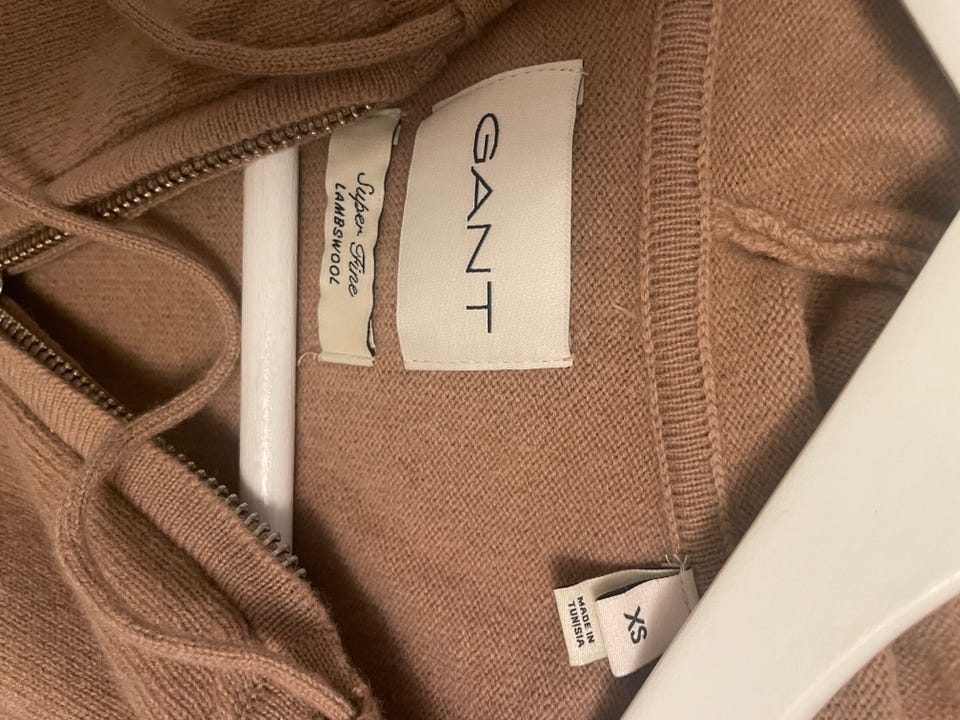 GANT
Super Fine
LAMBSWOOL
XS
MADE IN
TUNISIA